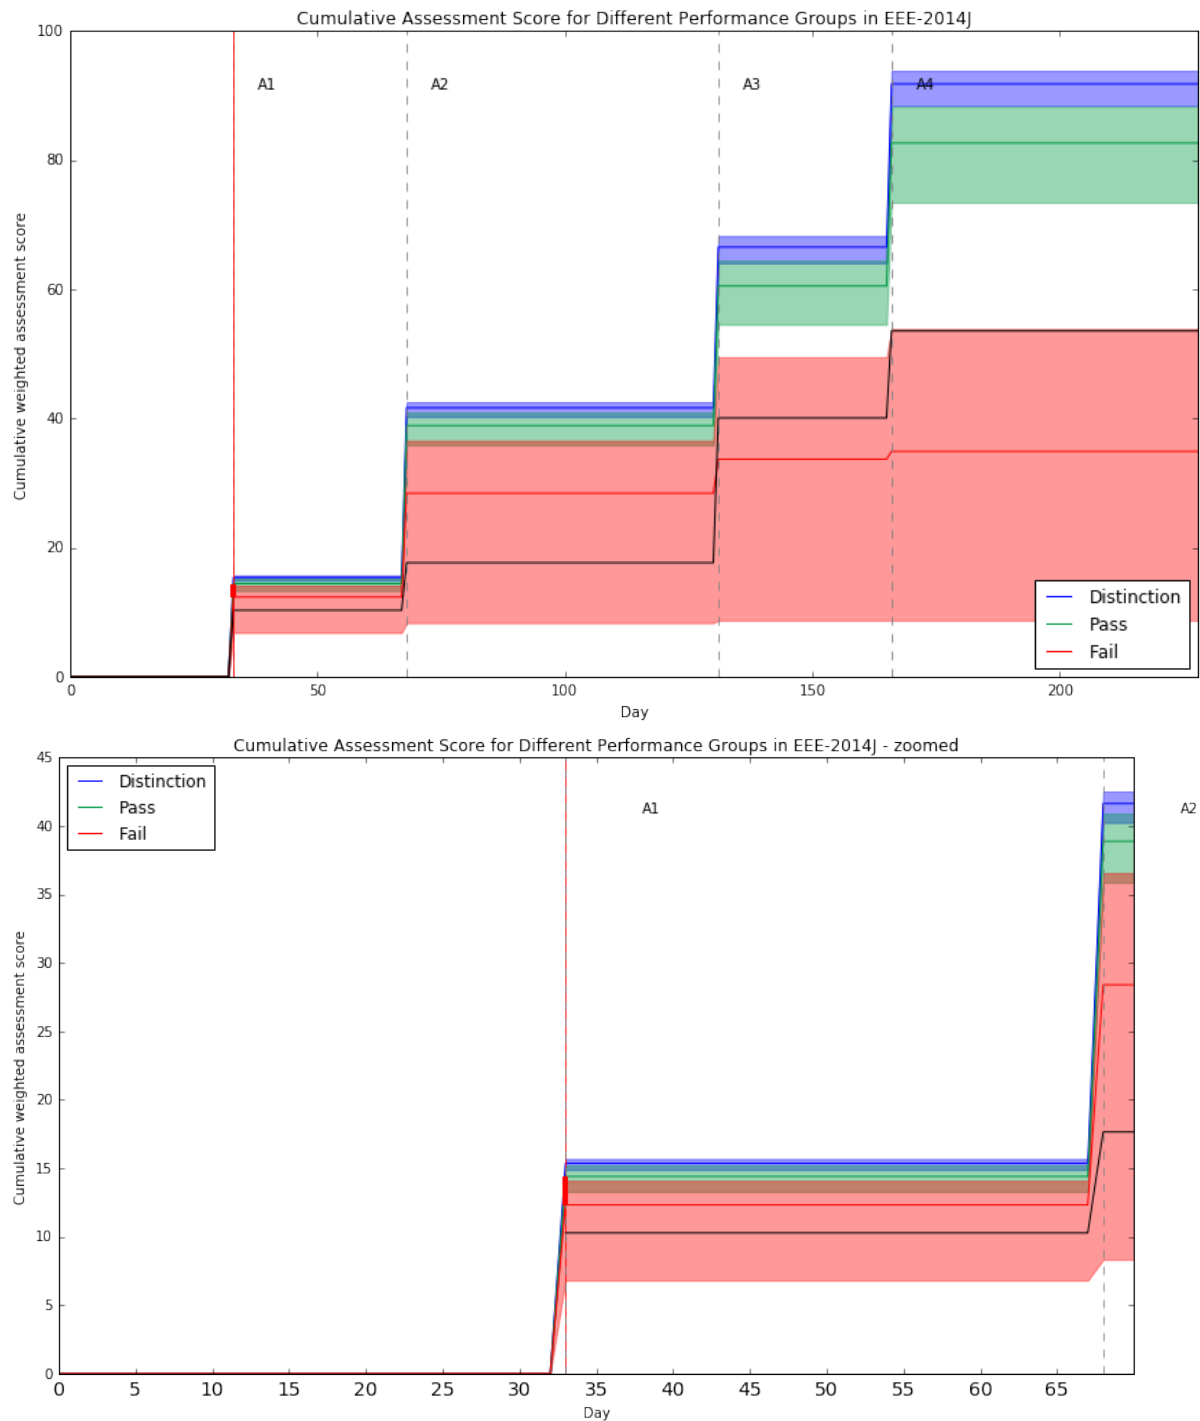 Cumulative Assessment Score for Different Performance Groups in EEE-2014J
100
80
60
40
20
0
Cumulative weighted assessment score
A1
A2
A3
A4
Distinction
Pass
Fail
0 50 100 150 200
Day
Cumulative Assessment Score for Different Performance Groups in EEE-2014J - zoomed
45
40
35
30
25
20
15
10
5
0
Cumulative weighted assessment score
Distinction
Pass
Fail
A1
A2
0 5 10 15 20 25 30 35 40 45 50 55 60 65
Day